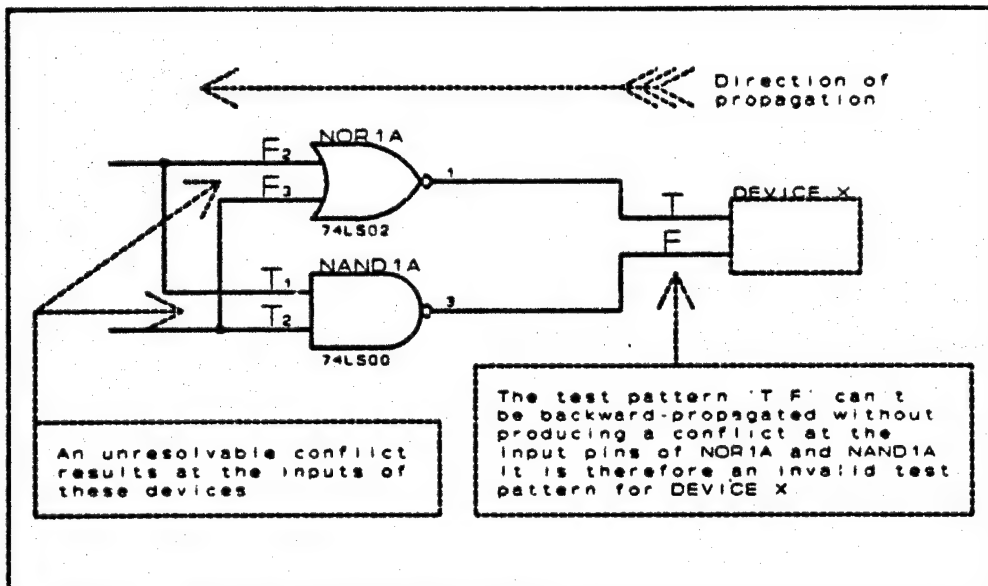 Direction of
propagation
NOR1A
F2
F3
1
74LS02
DEVICE X
T
F
NAND1A
T1
T2
3
74LS00
The test pattern 'T F' can't
be backward-propagated without
producing a conflict at the
input pins of NOR1A and NAND1A
It is therefore an invalid test
pattern for DEVICE X
An unresolvable conflict
results at the inputs of
these devices